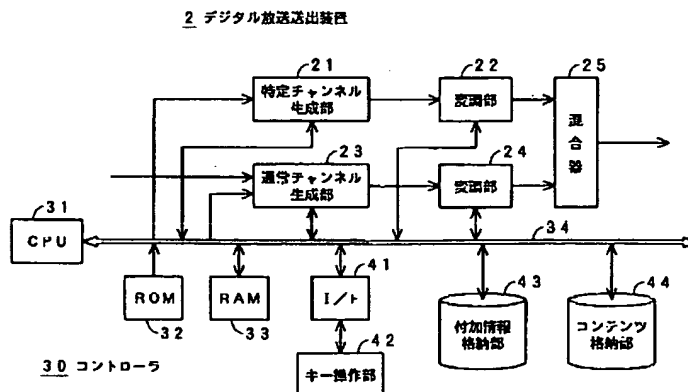 2 デジタル放送送出装置
21
22
25
特定チャンネル
生成部
変調部
混合器
23
24
通常チャンネル
生成部
変調部
31
CPU
34
41
43
44
ROM
RAM
I/F
付加情報
格納部
コンテンツ
格納部
32
33
42
30 コントローラ
キー操作部